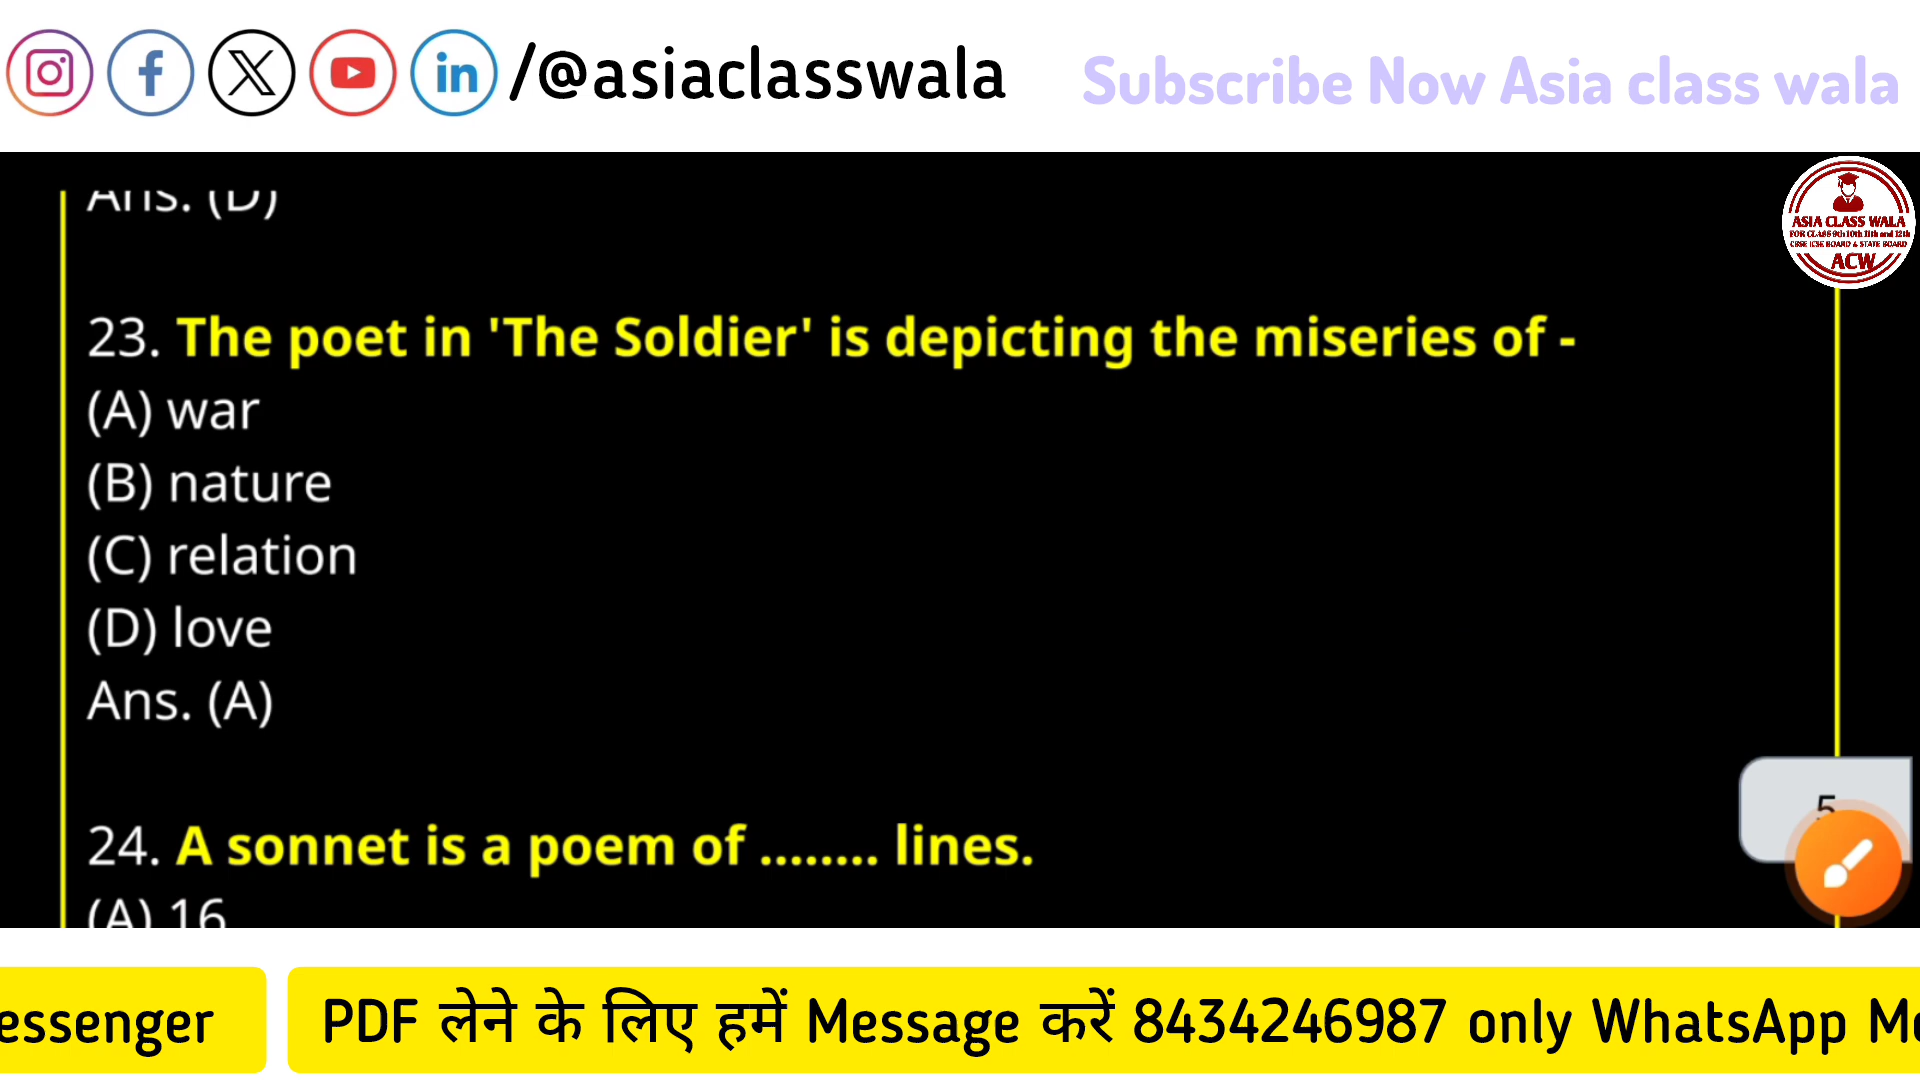 /@asiaclasswala
Subscribe Now Asia class wala
Ans. (D)
ASIA CLASS WALA
FOR CLASS 9th 10th 11th and 12th
CBSE ICSE BOARD & STATE BOARD
ACW
23. The poet in 'The Soldier' is depicting the miseries of -
(A) war
(B) nature
(C) relation
(D) love
Ans. (A)
5
24. A sonnet is a poem of ........ lines.
(A) 16
essenger
PDF लेने के लिए हमें Message करें 8434246987 only WhatsApp Me